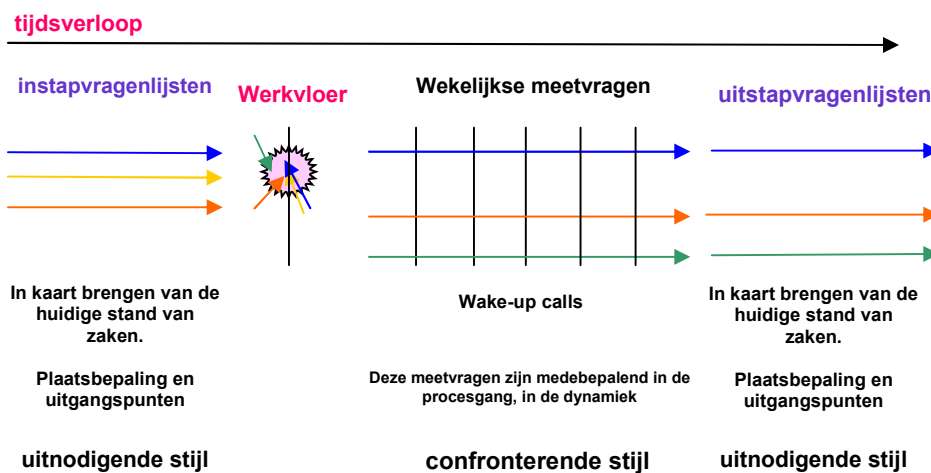 tijdsverloop
instapvragenlijsten
Werkvloer
Wekelijkse meetvragen
uitstapvragenlijsten
In kaart brengen van de
huidige stand van
zaken.
Plaatsbepaling en
uitgangspunten
uitnodigende stijl
Wake-up calls
Deze meetvragen zijn medebepalend in de
procesgang, in de dynamiek
confronterende stijl
In kaart brengen van de
huidige stand van
zaken.
Plaatsbepaling en
uitgangspunten
uitnodigende stijl